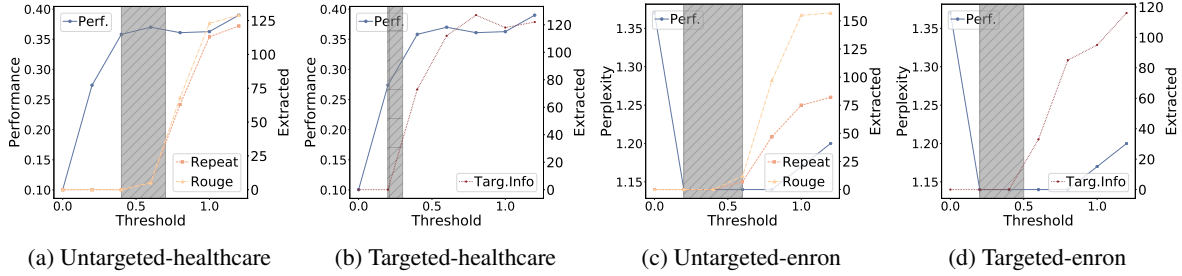 0.40
0.35
0.30
0.25
0.20
0.15
0.10
Performance
Perf.
Repeat
Rouge
125
100
75
50
25
0
Extracted
0.0 0.5 1.0
Threshold
(a) Untargeted-healthcare
0.40
0.35
0.30
0.25
0.20
0.15
0.10
Performance
Perf.
Targ.Info
120
100
80
60
40
20
0
Extracted
0.0 0.5 1.0
Threshold
(b) Targeted-healthcare
1.35
1.30
1.25
1.20
1.15
Perplexity
Perf.
Repeat
Rouge
150
125
100
75
50
25
0
Extracted
0.0 0.5 1.0
Threshold
(c) Untargeted-enron
1.35
1.30
1.25
1.20
1.15
Perplexity
Perf.
Targ.Info
120
100
80
60
40
20
0
Extracted
0.0 0.5 1.0
Threshold
(d) Targeted-enron